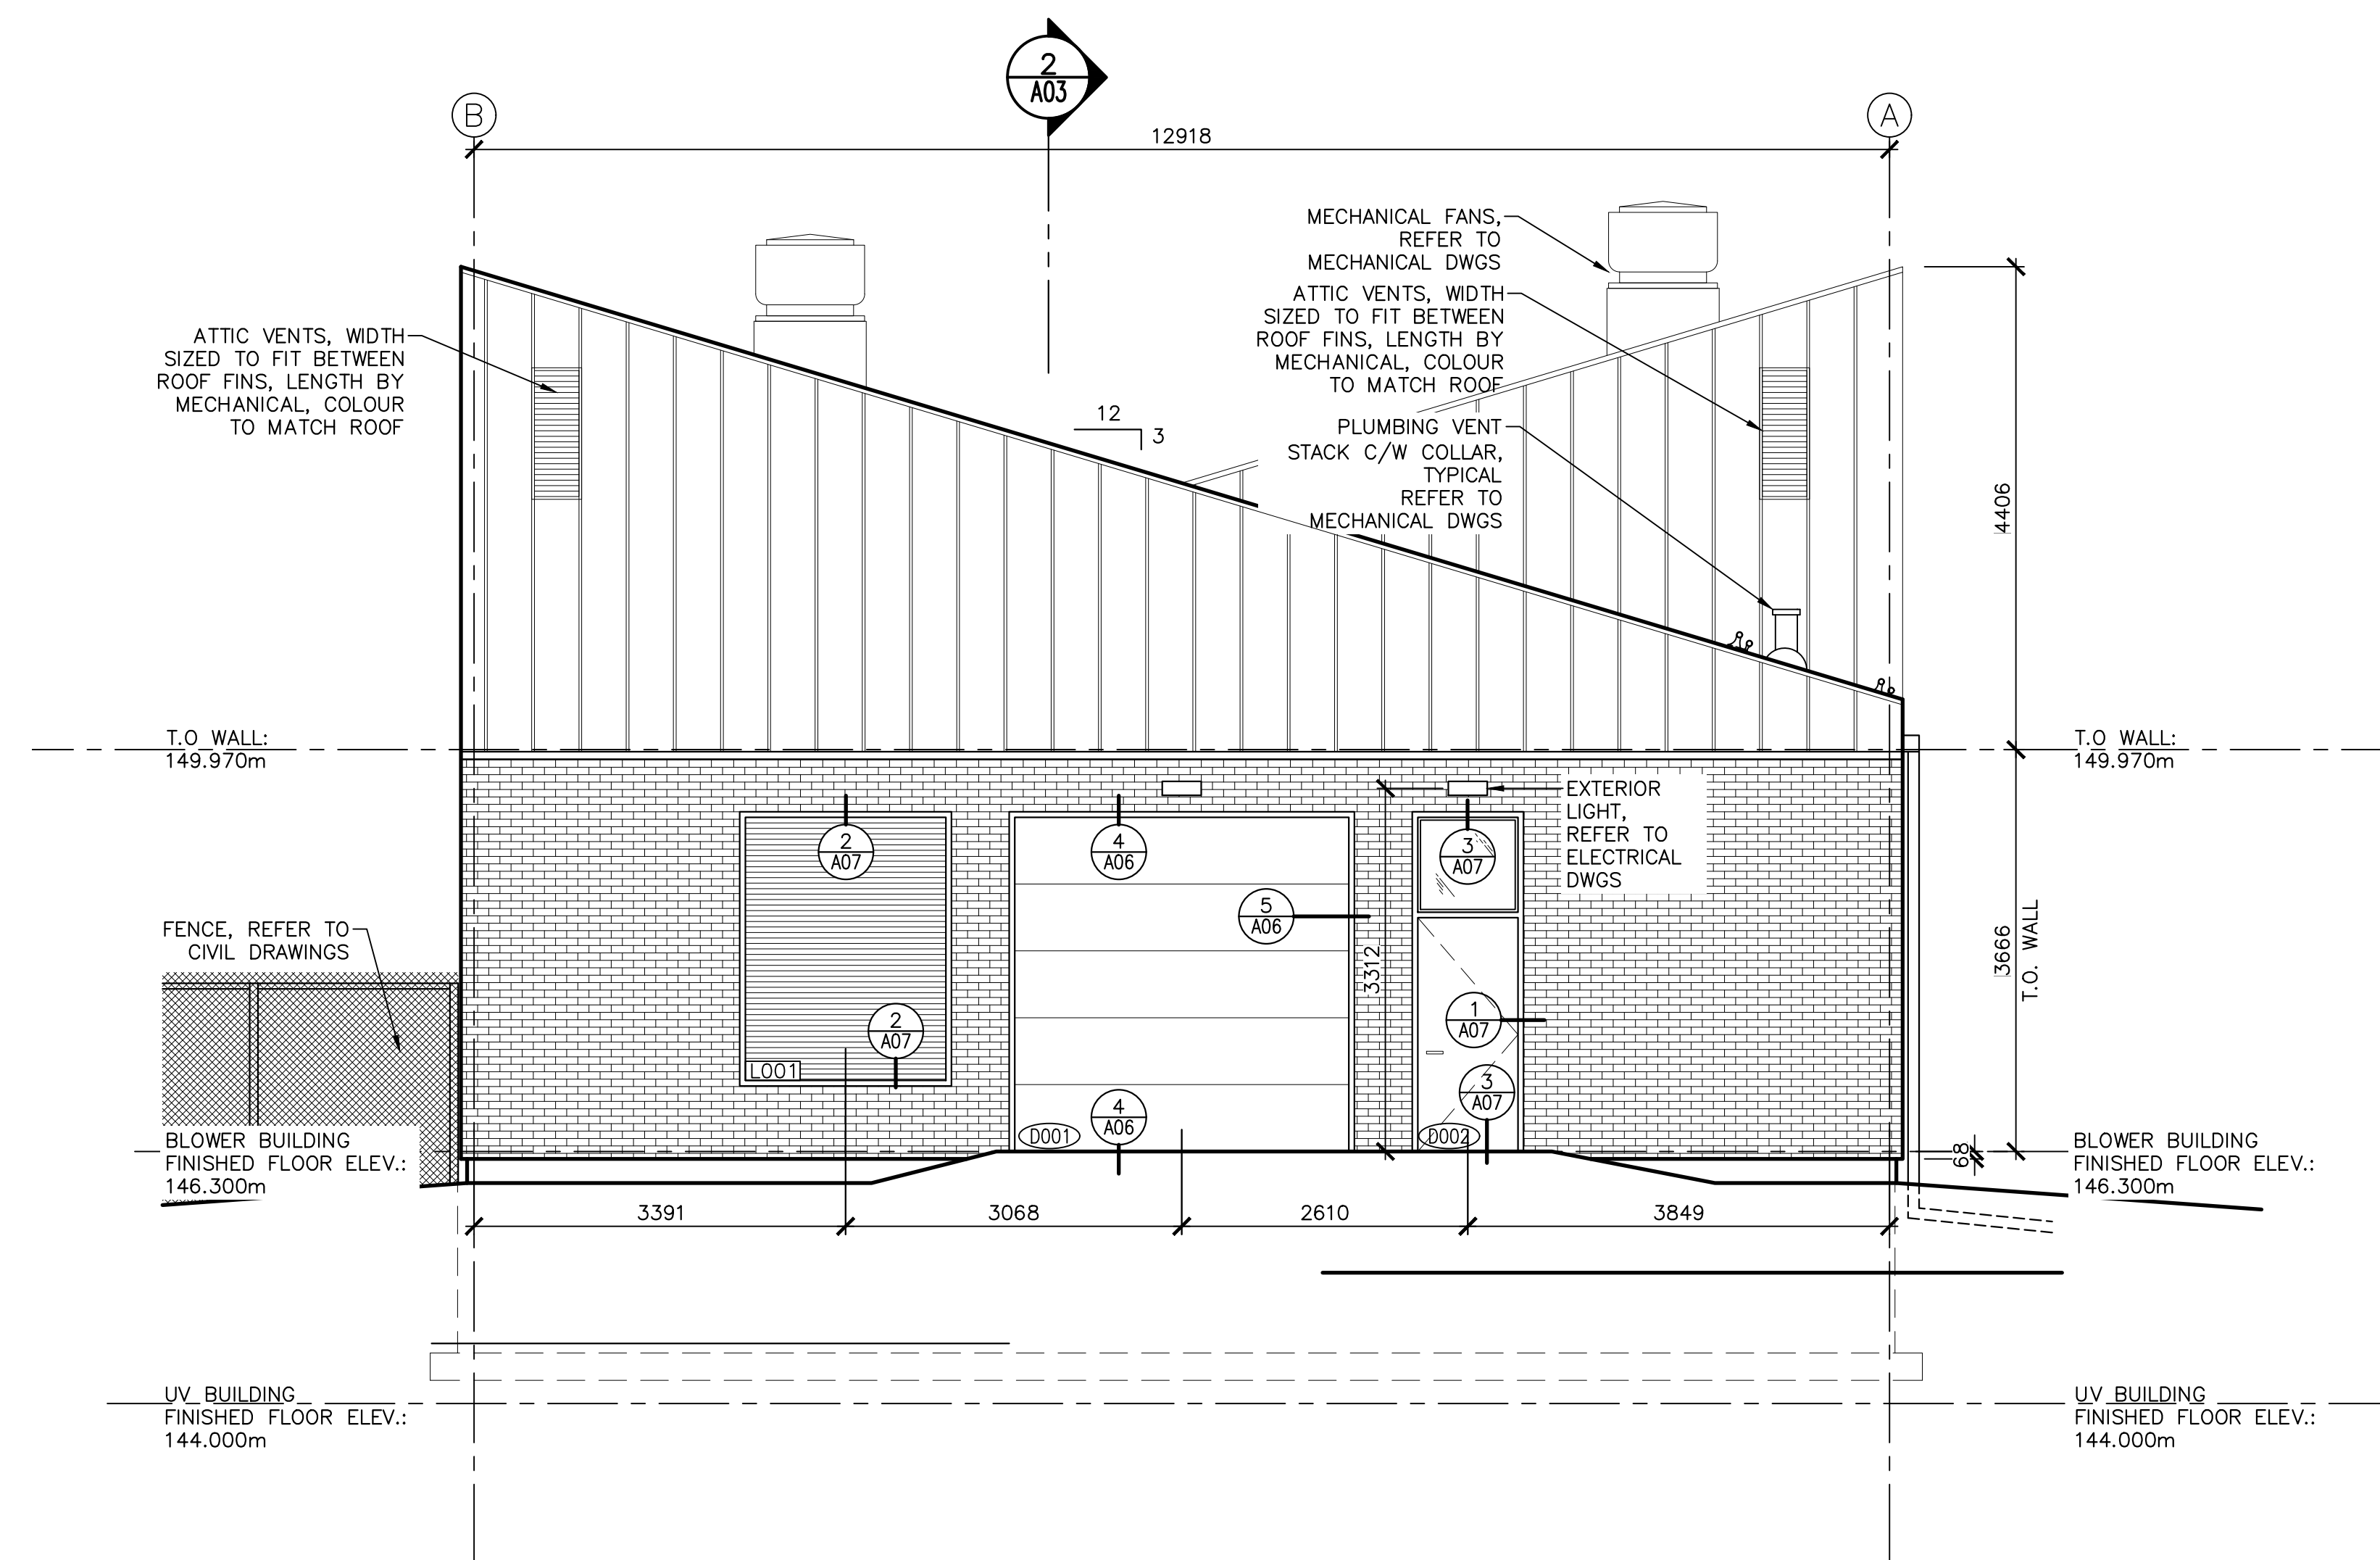 2
A03
B
A
12918
MECHANICAL FANS,
REFER TO
MECHANICAL DWGS
ATTIC VENTS, WIDTH
SIZED TO FIT BETWEEN
ROOF FINS, LENGTH BY
MECHANICAL, COLOUR
TO MATCH ROOF
ATTIC VENTS, WIDTH
SIZED TO FIT BETWEEN
ROOF FINS, LENGTH BY
MECHANICAL, COLOUR
TO MATCH ROOF
12
3
PLUMBING VENT
STACK C/W COLLAR,
TYPICAL
REFER TO
MECHANICAL DWGS
4406
T.O WALL:
149.970m
T.O WALL:
149.970m
EXTERIOR
LIGHT,
REFER TO
ELECTRICAL
DWGS
2
A07
4
A06
3
A07
5
A06
3312
3666
T.O. WALL
FENCE, REFER TO
CIVIL DRAWINGS
2
A07
1
A07
L001
3
A07
4
A06
D001
D002
BLOWER BUILDING
FINISHED FLOOR ELEV.:
146.300m
68
BLOWER BUILDING
FINISHED FLOOR ELEV.:
146.300m
3391
3068
2610
3849
UV BUILDING
FINISHED FLOOR ELEV.:
144.000m
UV BUILDING
FINISHED FLOOR ELEV.:
144.000m